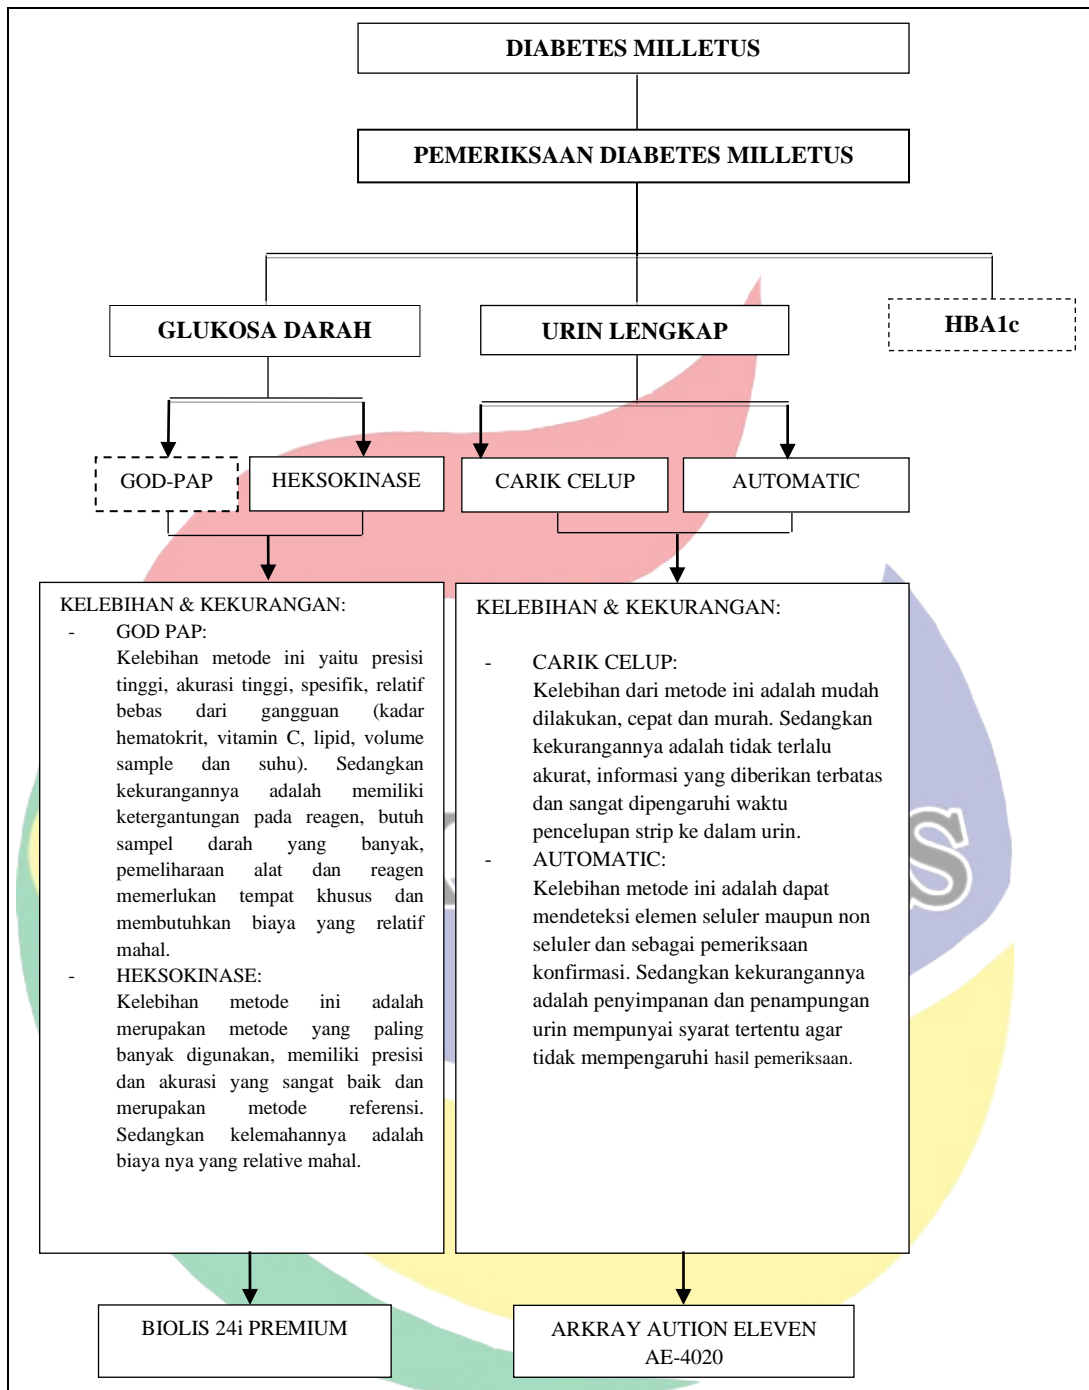 DIABETES MILLETUS
PEMERIKSAAN DIABETES MILLETUS
GLUKOSA DARAH
URIN LENGKAP
HBA1c
GOD-PAP
HEKSOKINASE
CARIK CELUP
AUTOMATIC
KELEBIHAN & KEKURANGAN:
- GOD PAP:
Kelebihan metode ini yaitu presisi
tinggi, akurasi tinggi, spesifik, relatif
bebas dari gangguan (kadar
hematokrit, vitamin C, lipid, volume
sample dan suhu). Sedangkan
kekurangannya adalah memiliki
ketergantungan pada reagen, butuh
sampel darah yang banyak,
pemeliharaan alat dan reagen
memerlukan tempat khusus dan
membutuhkan biaya yang relatif
mahal.
- HEKSOKINASE:
Kelebihan metode ini adalah
merupakan metode yang paling
banyak digunakan, memiliki presisi
dan akurasi yang sangat baik dan
merupakan metode referensi.
Sedangkan kelemahannya adalah
biaya nya yang relative mahal.
KELEBIHAN & KEKURANGAN:
- CARIK CELUP:
Kelebihan dari metode ini adalah mudah
dilakukan, cepat dan murah. Sedangkan
kekurangannya adalah tidak terlalu
akurat, informasi yang diberikan terbatas
dan sangat dipengaruhi waktu
pencelupan strip ke dalam urin.
- AUTOMATIC:
Kelebihan metode ini adalah dapat
mendeteksi elemen seluler maupun non
seluler dan sebagai pemeriksaan
konfirmasi. Sedangkan kekurangannya
adalah penyimpanan dan penampungan
urin mempunyai syarat tertentu agar
tidak mempengaruhi hasil pemeriksaan.
BIOLIS 24i PREMIUM
ARKRAY AUTION ELEVEN
AE-4020